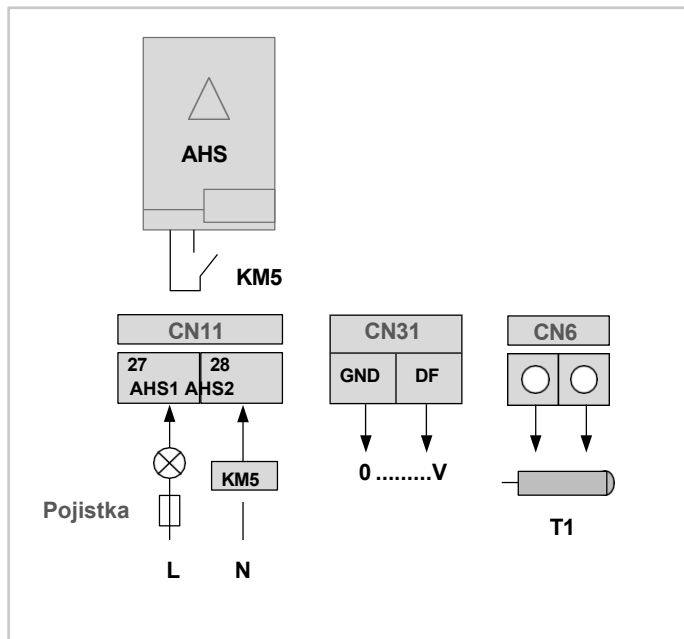 AHS
KM5
CN11
CN31
CN6
27 28
GND DF
AHS1 AHS2
KM5
0 .........V
Pojistka
T1
L N